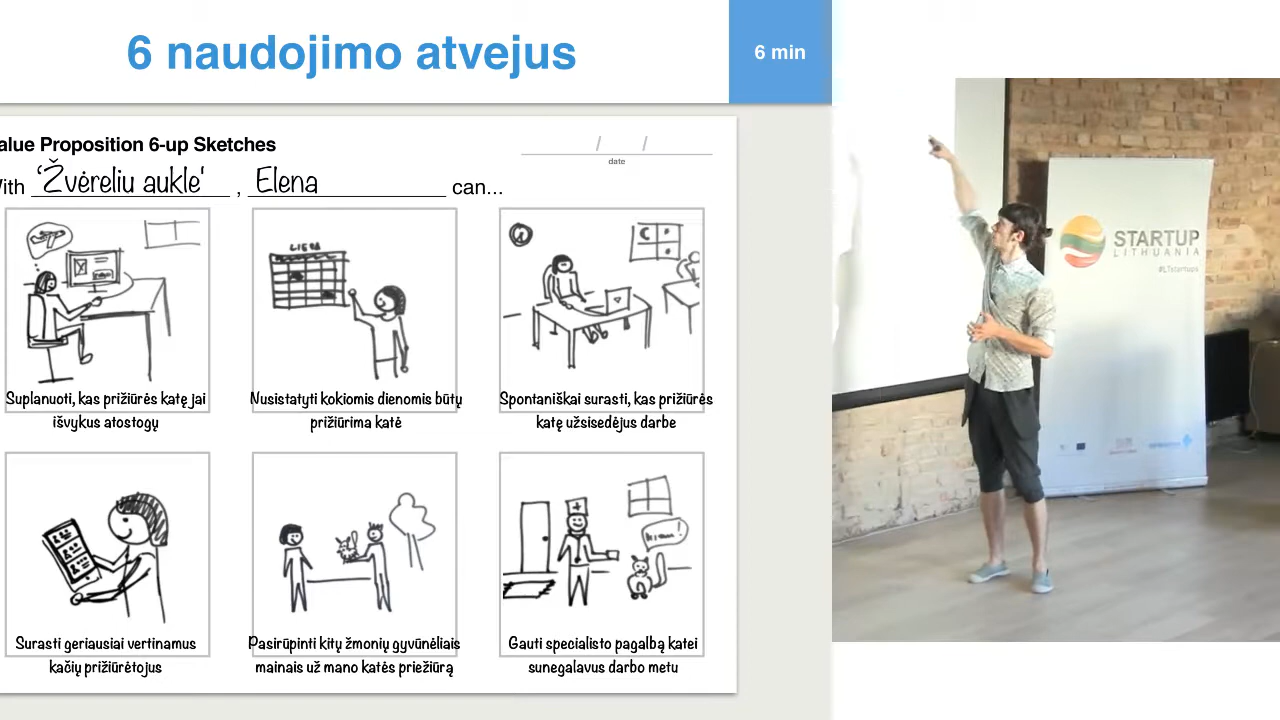 6 naudojimo atvejus
6 min
alue Proposition 6-up Sketches
/ /
date
ith 'Žvėreliu aukle' , Elena can...
LIEPA
Suplanuoti, kas prižiūrės katę jai
išvykus atostogų
Nusistatyti kokiomis dienomis būtų
prižiūrima katė
Spontaniškai surasti, kas prižiūrės
katę užsisedėjus darbe
Surasti geriausiai vertinamus
kačių prižiūrėtojus
Pasirūpinti kitų žmonių gyvūnėliais
mainais už mano katės priežiūrą
Gauti specialisto pagalbą katei
sunegalavus darbo metu
STARTUP
LITHUANIA
#LTstartups